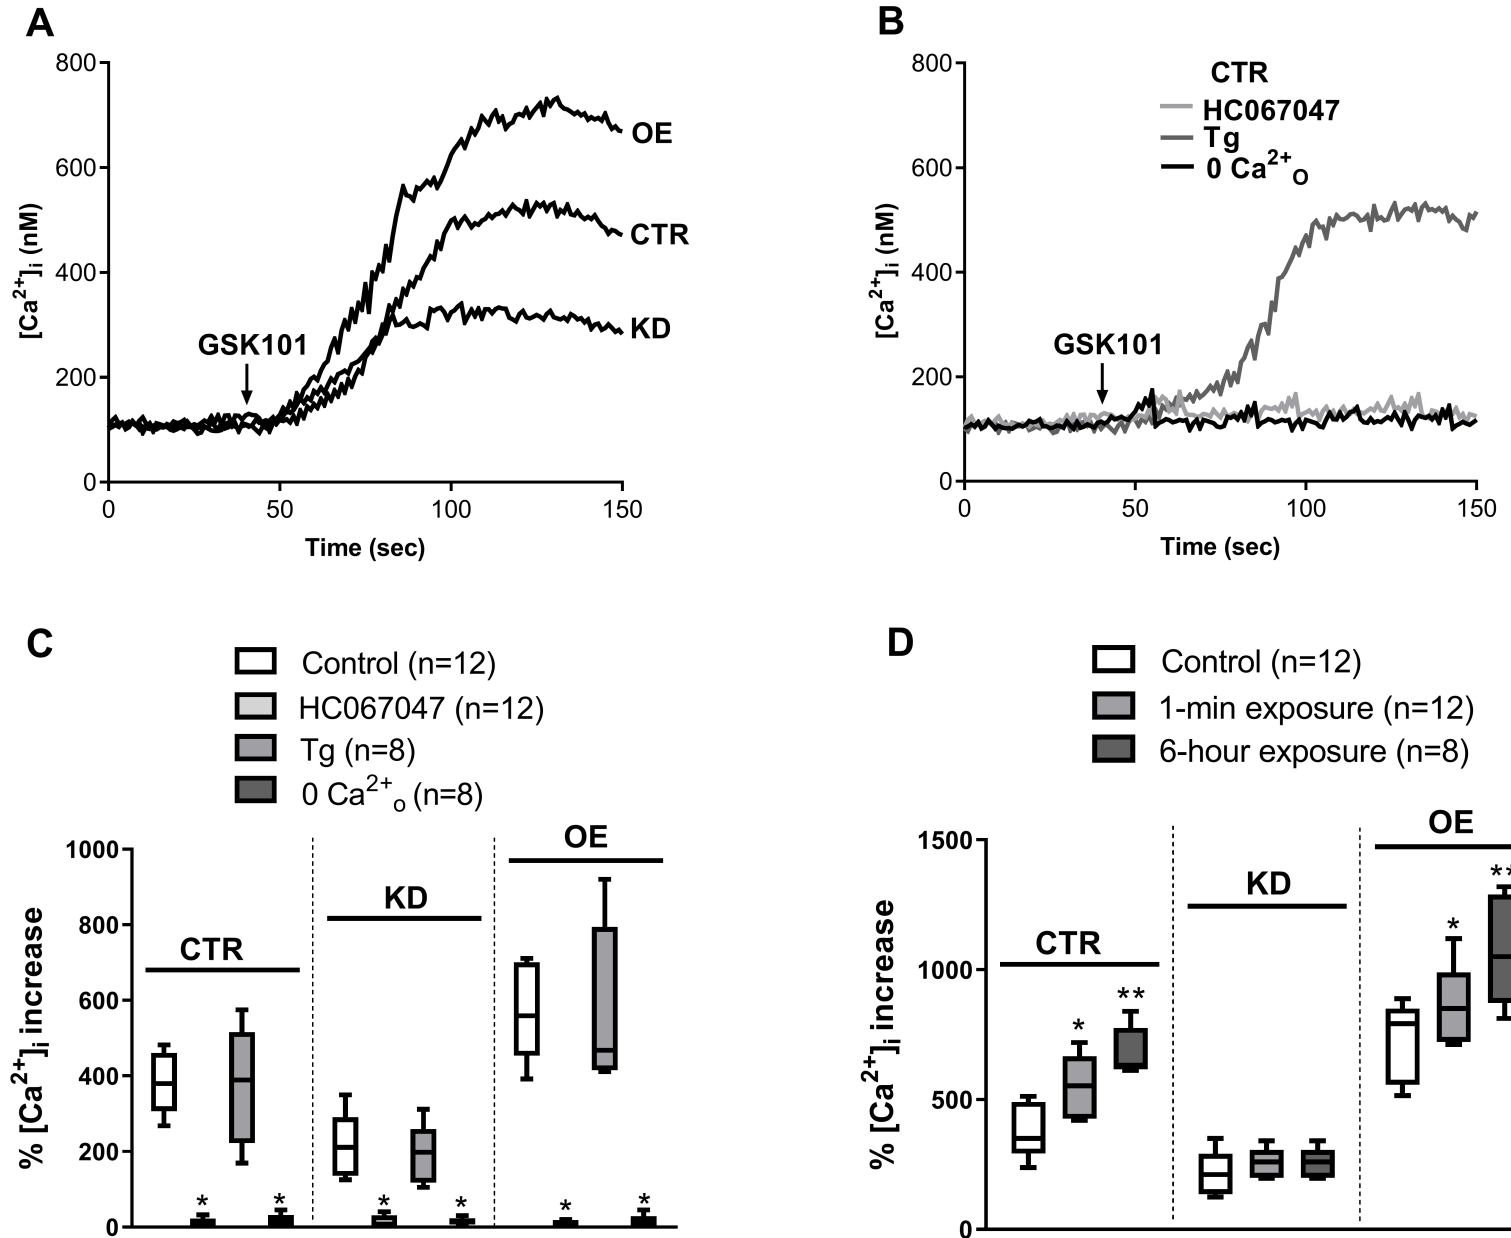 A
800
600
400
200
0
[Ca2+]i (nM)
GSK101
OE
CTR
KD
0
50
100
150
Time (sec)
B
800
600
400
200
0
[Ca2+]i (nM)
CTR
HC067047
Tg
0 Ca2+O
GSK101
0
50
100
150
Time (sec)
C
Control (n=12)
HC067047 (n=12)
Tg (n=8)
0 Ca2+o (n=8)
1000
800
600
400
200
0
% [Ca2+]i increase
CTR
KD
OE
*
*
*
*
*
*
D
Control (n=12)
1-min exposure (n=12)
6-hour exposure (n=8)
1500
1000
500
0
% [Ca2+]i increase
CTR
KD
OE
*
**
*
**